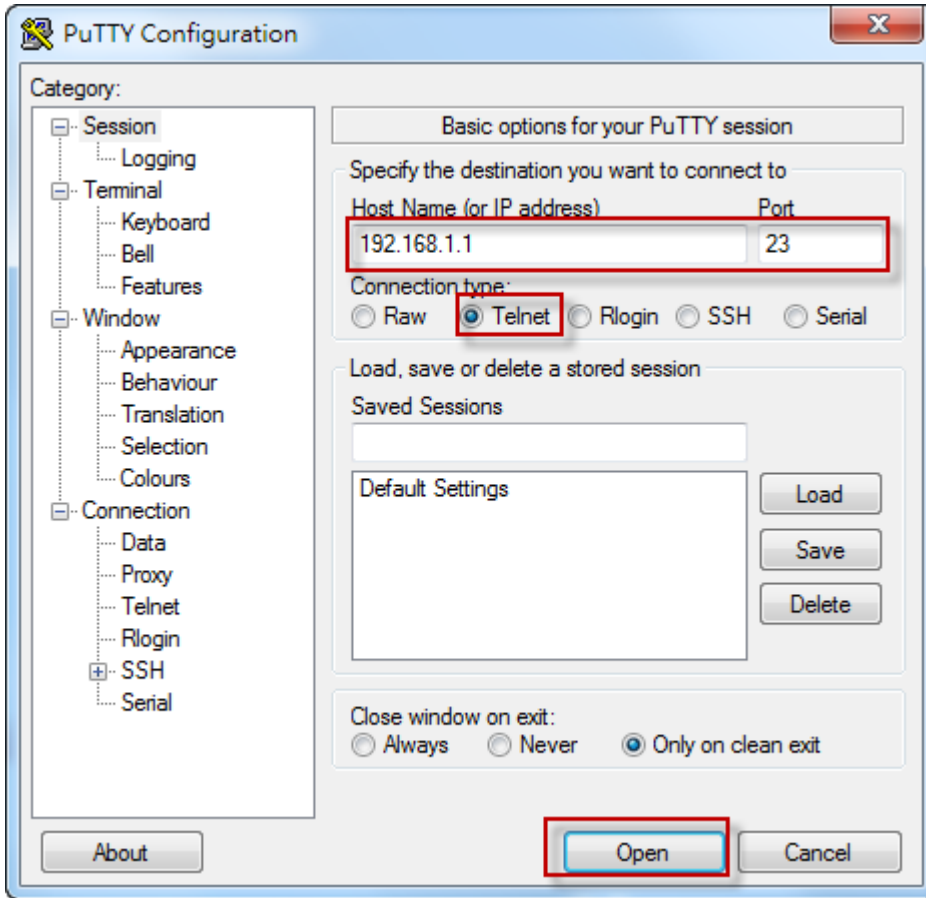 PuTTY Configuration
Category:
Session
Logging
Terminal
Keyboard
Bell
Features
Window
Appearance
Behaviour
Translation
Selection
Colours
Connection
Data
Proxy
Telnet
Rlogin
SSH
Serial
Basic options for your PuTTY session
Specify the destination you want to connect to
Host Name (or IP address) Port
192.168.1.1 23
Connection type:
Raw Telnet Rlogin SSH Serial
Load, save or delete a stored session
Saved Sessions
Default Settings
Load
Save
Delete
Close window on exit:
Always Never Only on clean exit
About Open Cancel